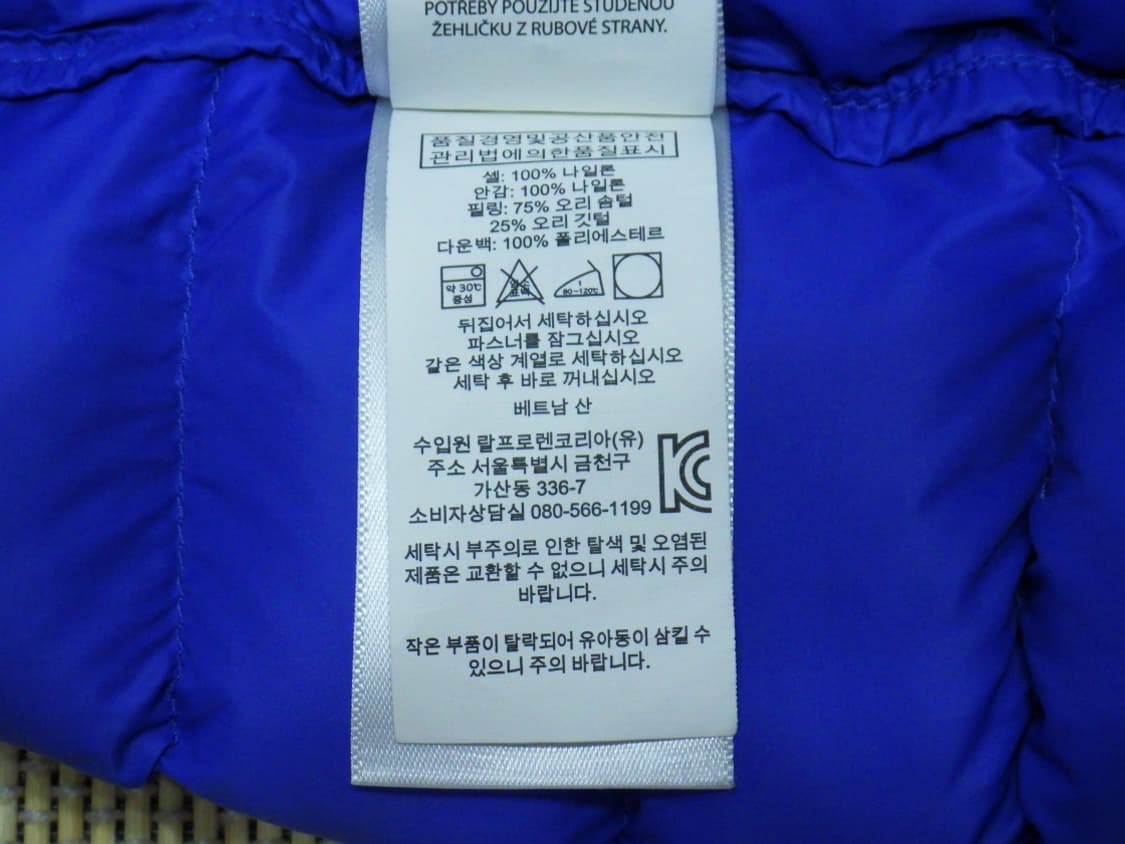 POTŘEBY POUŽIJTE STUDENOU
ŽEHLIČKU Z RUBOVÉ STRANY.
품질경영및공산품안전
관리법에의한품질표시
셸: 100% 나일론
안감: 100% 나일론
필링: 75% 오리 솜털
25% 오리 깃털
다운백: 100% 폴리에스테르
약 30℃
중성
80~120℃
뒤집어서 세탁하십시오
파스너를 잠그십시오
같은 색상 계열로 세탁하십시오
세탁 후 바로 꺼내십시오
베트남 산
수입원 랄프로렌코리아(유)
주소 서울특별시 금천구
가산동 336-7
소비자상담실 080-566-1199
세탁시 부주의로 인한 탈색 및 오염된
제품은 교환할 수 없으니 세탁시 주의
바랍니다.
작은 부품이 탈락되어 유아동이 삼킬 수
있으니 주의 바랍니다.